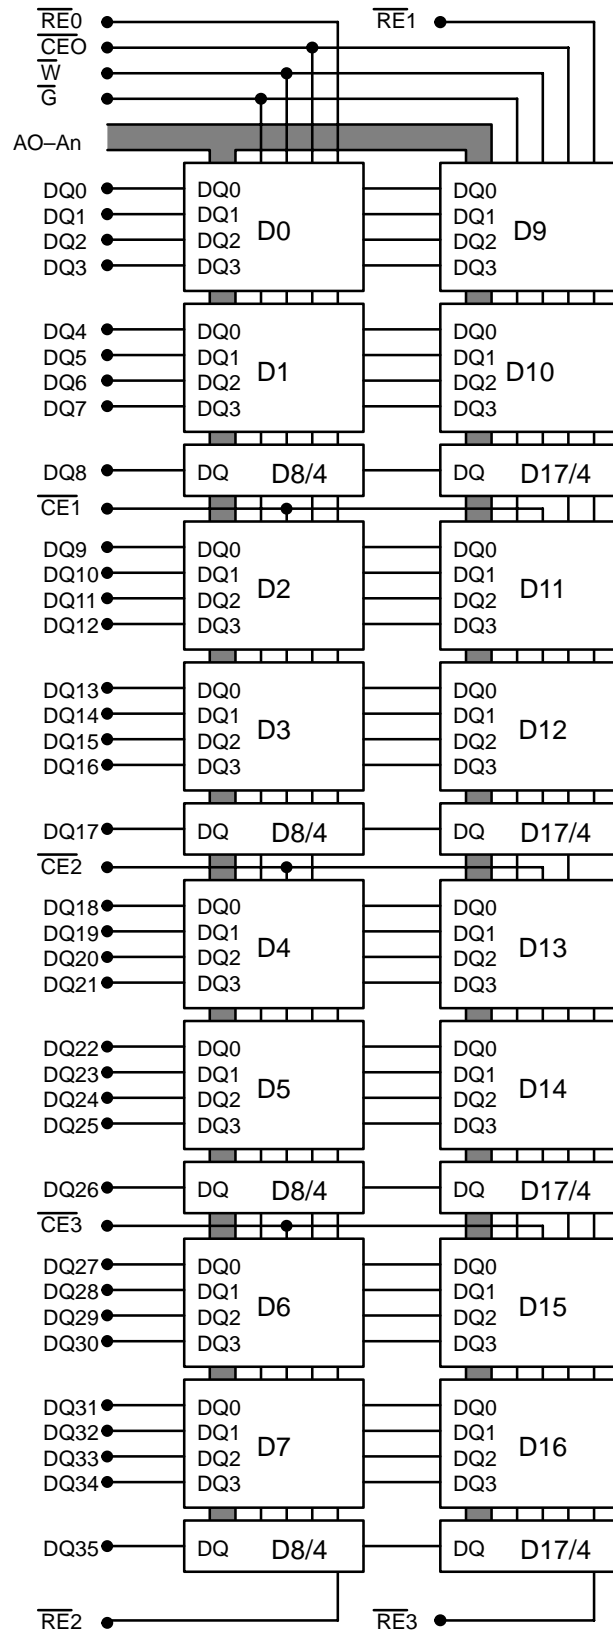 RE0 RE1
CEO
W
G
AO–An
DQ0 DQ0 DQ0
DQ1 DQ1 D0 DQ1 D9
DQ2 DQ2 DQ2
DQ3 DQ3 DQ3
DQ4 DQ0 DQ0
DQ5 DQ1 D1 DQ1 D10
DQ6 DQ2 DQ2
DQ7 DQ3 DQ3
DQ8 DQ D8/4 DQ D17/4
CE1
DQ9 DQ0 DQ0
DQ10 DQ1 D2 DQ1 D11
DQ11 DQ2 DQ2
DQ12 DQ3 DQ3
DQ13 DQ0 DQ0
DQ14 DQ1 D3 DQ1 D12
DQ15 DQ2 DQ2
DQ16 DQ3 DQ3
DQ17 DQ D8/4 DQ D17/4
CE2
DQ18 DQ0 DQ0
DQ19 DQ1 D4 DQ1 D13
DQ20 DQ2 DQ2
DQ21 DQ3 DQ3
DQ22 DQ0 DQ0
DQ23 DQ1 D5 DQ1 D14
DQ24 DQ2 DQ2
DQ25 DQ3 DQ3
DQ26 DQ D8/4 DQ D17/4
CE3
DQ27 DQ0 DQ0
DQ28 DQ1 D6 DQ1 D15
DQ29 DQ2 DQ2
DQ30 DQ3 DQ3
DQ31 DQ0 DQ0
DQ32 DQ1 D7 DQ1 D16
DQ33 DQ2 DQ2
DQ34 DQ3 DQ3
DQ35 DQ D8/4 DQ D17/4
RE2 RE3